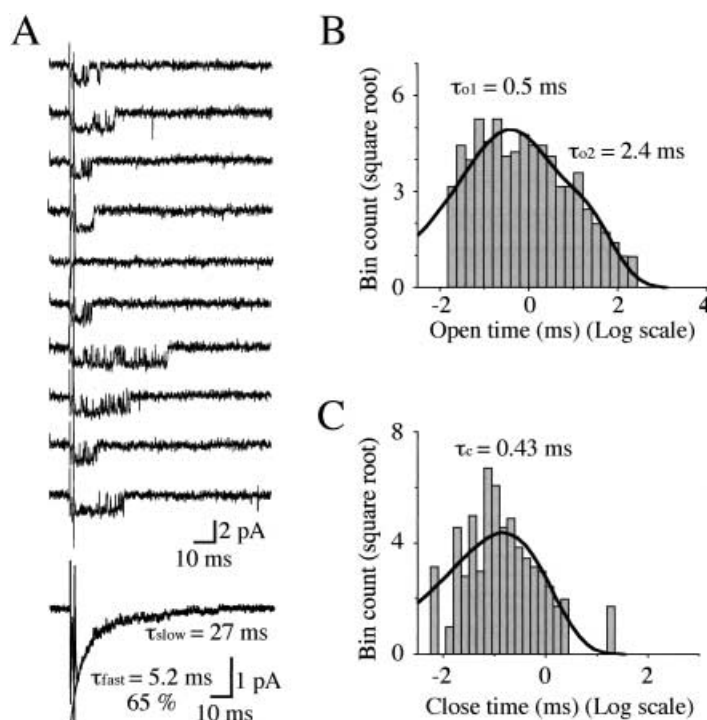 A
2 pA
10 ms
τslow = 27 ms
τfast = 5.2 ms
65 %
1 pA
10 ms
B
Bin count (square root)
6
3
0
τo1 = 0.5 ms
τo2 = 2.4 ms
-2
0
2
4
Open time (ms) (Log scale)
C
Bin count (square root)
8
4
0
τc = 0.43 ms
-2
0
2
Close time (ms) (Log scale)